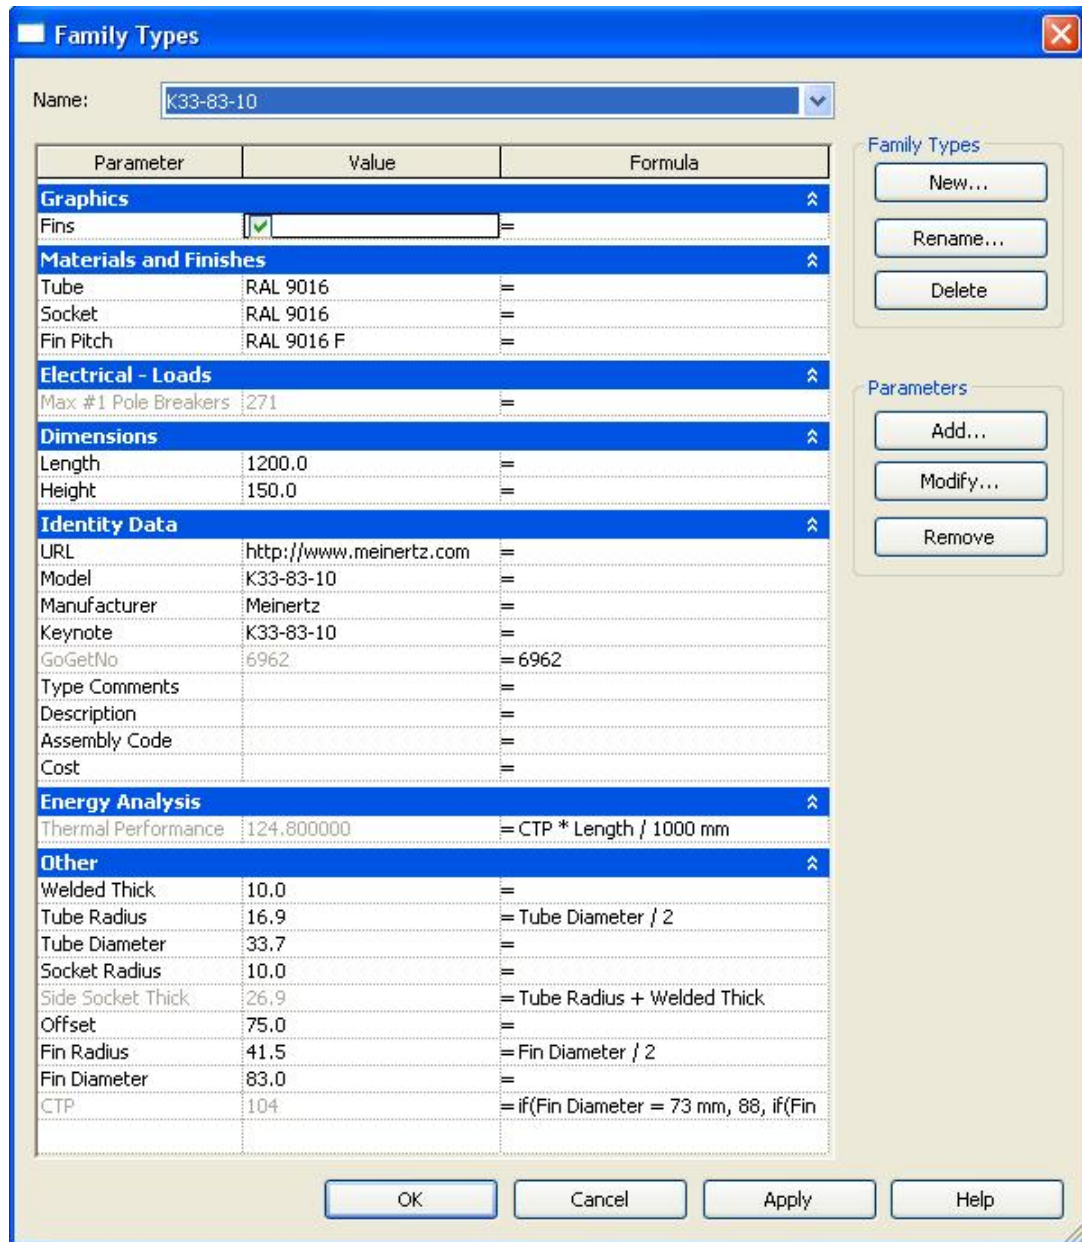 Family Types
Name: K33-83-10
Parameter Value Formula
Graphics
Fins =
Materials and Finishes
Tube RAL 9016 =
Socket RAL 9016 =
Fin Pitch RAL 9016 F =
Electrical - Loads
Max #1 Pole Breakers 271 =
Dimensions
Length 1200.0 =
Height 150.0 =
Identity Data
URL http://www.meinertz.com =
Model K33-83-10 =
Manufacturer Meinertz =
Keynote K33-83-10 =
GoGetNo 6962 = 6962
Type Comments =
Description =
Assembly Code =
Cost =
Energy Analysis
Thermal Performance 124.800000 = CTP * Length / 1000 mm
Other
Welded Thick 10.0 =
Tube Radius 16.9 = Tube Diameter / 2
Tube Diameter 33.7 =
Socket Radius 10.0 =
Side Socket Thick 26.9 = Tube Radius + Welded Thick
Offset 75.0 =
Fin Radius 41.5 = Fin Diameter / 2
Fin Diameter 83.0 =
CTP 104 = if(Fin Diameter = 73 mm, 88, if(Fin
Family Types
New...
Rename...
Delete
Parameters
Add...
Modify...
Remove
OK Cancel Apply Help